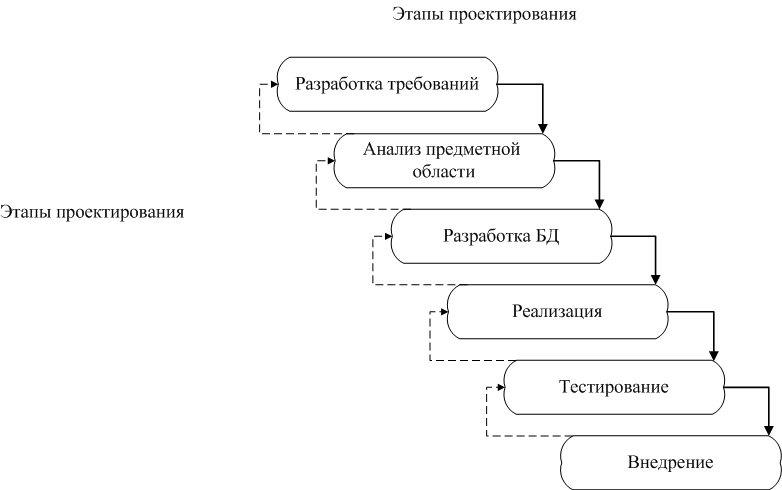 Этапы проектирования
Разработка требований
Анализ предметной
области
Этапы проектирования
Разработка БД
Реализация
Тестирование
Внедрение